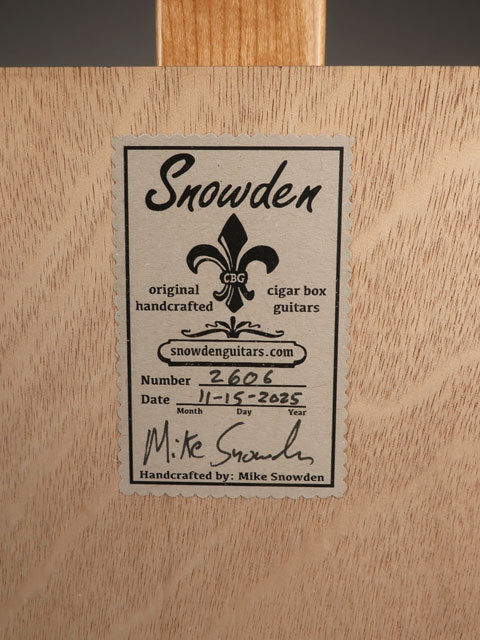 Snowden
CBG
original handcrafted
cigar box guitars
snowdenguitars.com
Number 2606
Date 11-15-2025
Month Day Year
Mike Snowden
Handcrafted by: Mike Snowden